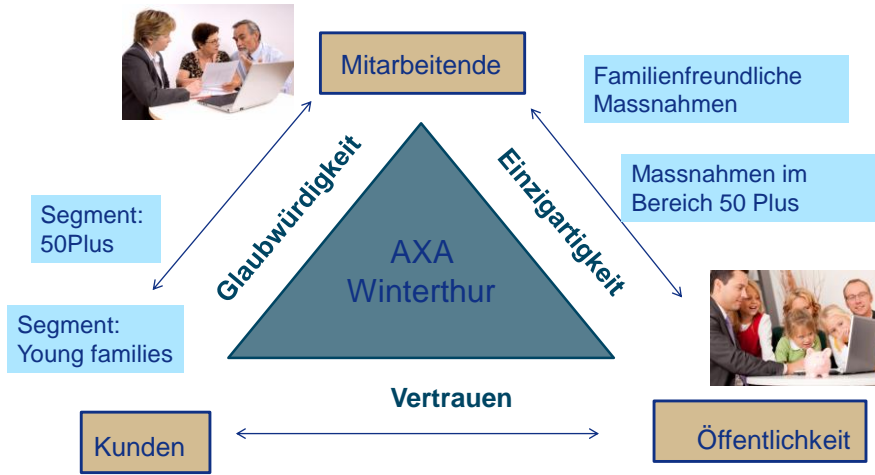 Mitarbeitende
Familienfreundliche
Massnahmen
Glaubwürdigkeit
Einzigartigkeit
Massnahmen im
Bereich 50 Plus
Segment:
50Plus
AXA
Winterthur
Segment:
Young families
Vertrauen
Kunden
Öffentlichkeit